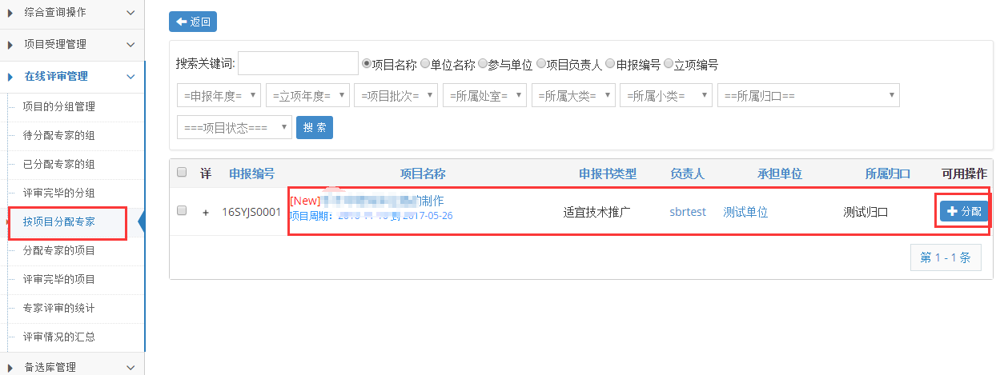 综合查询操作
项目受理管理
在线评审管理
项目的分组管理
待分配专家的组
已分配专家的组
评审完毕的分组
按项目分配专家
分配专家的项目
评审完毕的项目
专家评审的统计
评审情况的汇总
备选库管理
返回
搜索关键词: 项目名称 单位名称 参与单位 项目负责人 申报编号 立项编号
=申报年度= =立项年度= =项目批次= =所属处室= =所属大类= =所属小类= ==所属归口==
===项目状态=== 搜 索
详 申报编号 项目名称 申报书类型 负责人 承担单位 所属归口 可用操作
[New] 的制作
+ 16SYJS0001 适宜技术推广 sbrtest 测试单位 测试归口 分配
项目周期: 到 2017-05-26
第 1 - 1 条